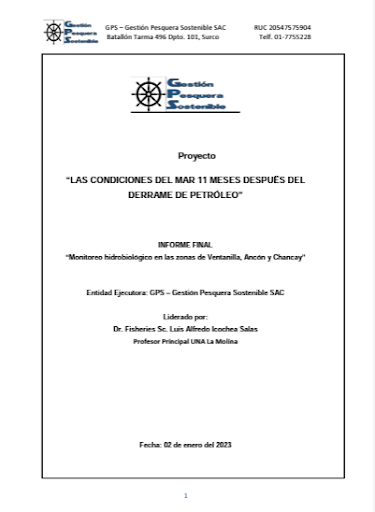 Gestión
Pesquera
Sostenible
GPS – Gestión Pesquera Sostenible SAC
RUC 20547575904
Batallón Tarma 496 Dpto. 101, Surco
Telf. 01-7755228
Gestión
Pesquera
Sostenible
Proyecto
“LAS CONDICIONES DEL MAR 11 MESES DESPUÉS DEL
DERRAME DE PETRÓLEO”
INFORME FINAL
“Monitoreo hidrobiológico en las zonas de Ventanilla, Ancón y Chancay”
Entidad Ejecutora: GPS – Gestión Pesquera Sostenible SAC
Liderado por:
Dr. Fisheries Sc. Luis Alfredo Icochea Salas
Profesor Principal UNA La Molina
Fecha: 02 de enero del 2023
1